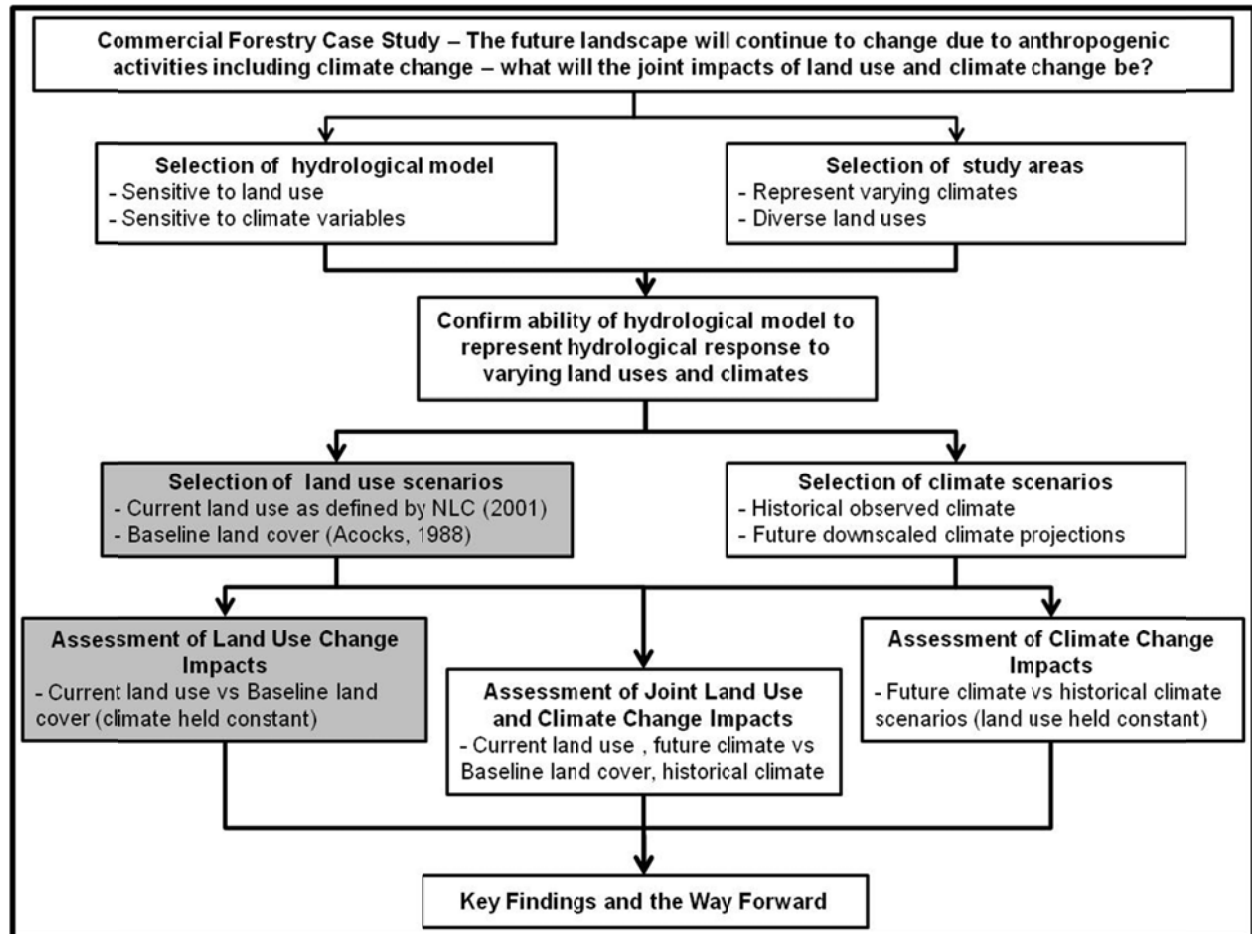 Commercial Forestry Case Study – The future landscape will continue to change due to anthropogenic
activities including climate change – what will the joint impacts of land use and climate change be?
Selection of hydrological model
- Sensitive to land use
- Sensitive to climate variables
Selection of study areas
- Represent varying climates
- Diverse land uses
Confirm ability of hydrological model to
represent hydrological response to
varying land uses and climates
Selection of land use scenarios
- Current land use as defined by NLC (2001)
- Baseline land cover (Acocks, 1988)
Selection of climate scenarios
- Historical observed climate
- Future downscaled climate projections
Assessment of Land Use Change
Impacts
- Current land use vs Baseline land
cover (climate held constant)
Assessment of Joint Land Use
and Climate Change Impacts
- Current land use , future climate vs
Baseline land cover, historical climate
Assessment of Climate Change
Impacts
- Future climate vs historical climate
scenarios (land use held constant)
Key Findings and the Way Forward